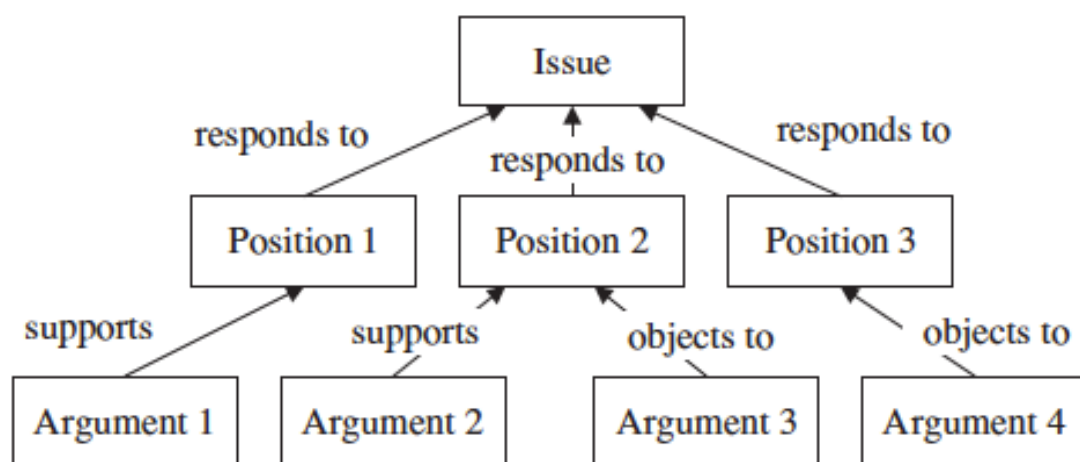 Issue
responds to
responds to
responds to
Position 1
Position 2
Position 3
supports
supports
objects to
objects to
Argument 1
Argument 2
Argument 3
Argument 4